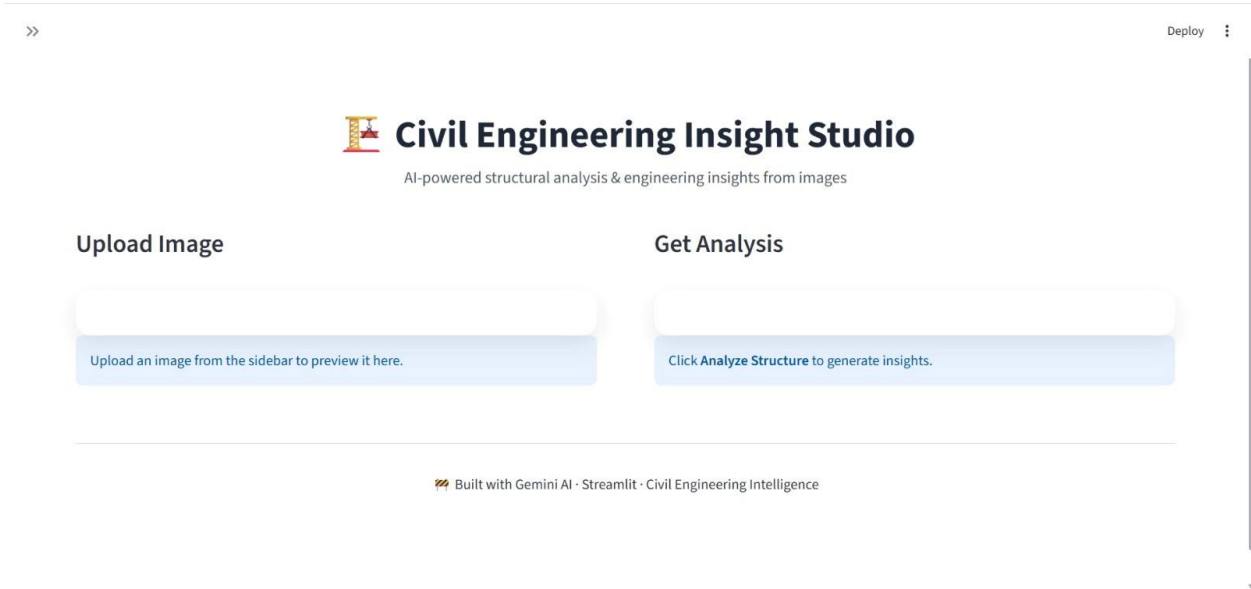 Deploy
Civil Engineering Insight Studio
AI-powered structural analysis & engineering insights from images
Upload Image
Upload an image from the sidebar to preview it here.
Get Analysis
Click Analyze Structure to generate insights.
Built with Gemini AI · Streamlit · Civil Engineering Intelligence